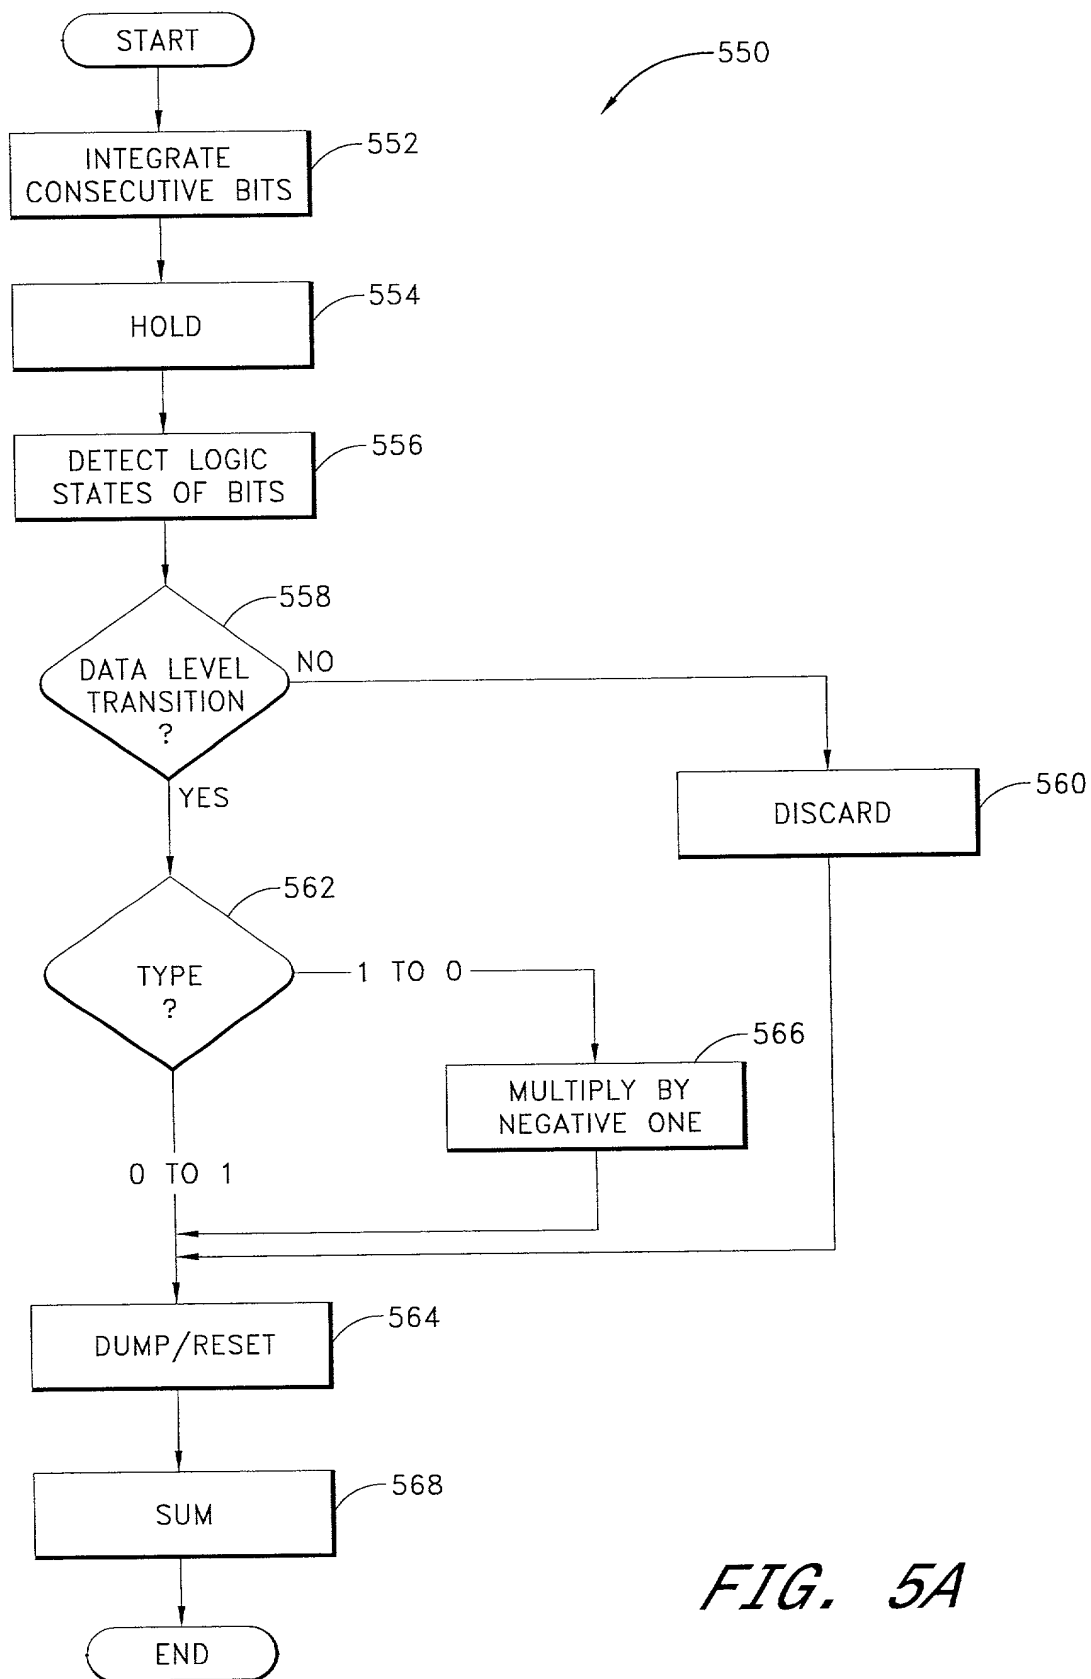 START
550
INTEGRATE
CONSECUTIVE BITS
552
HOLD
554
DETECT LOGIC
STATES OF BITS
556
DATA LEVEL
TRANSITION
?
558
NO
YES
DISCARD
560
TYPE
?
562
1 TO 0
MULTIPLY BY
NEGATIVE ONE
566
0 TO 1
DUMP/RESET
564
SUM
568
END
FIG. 5A